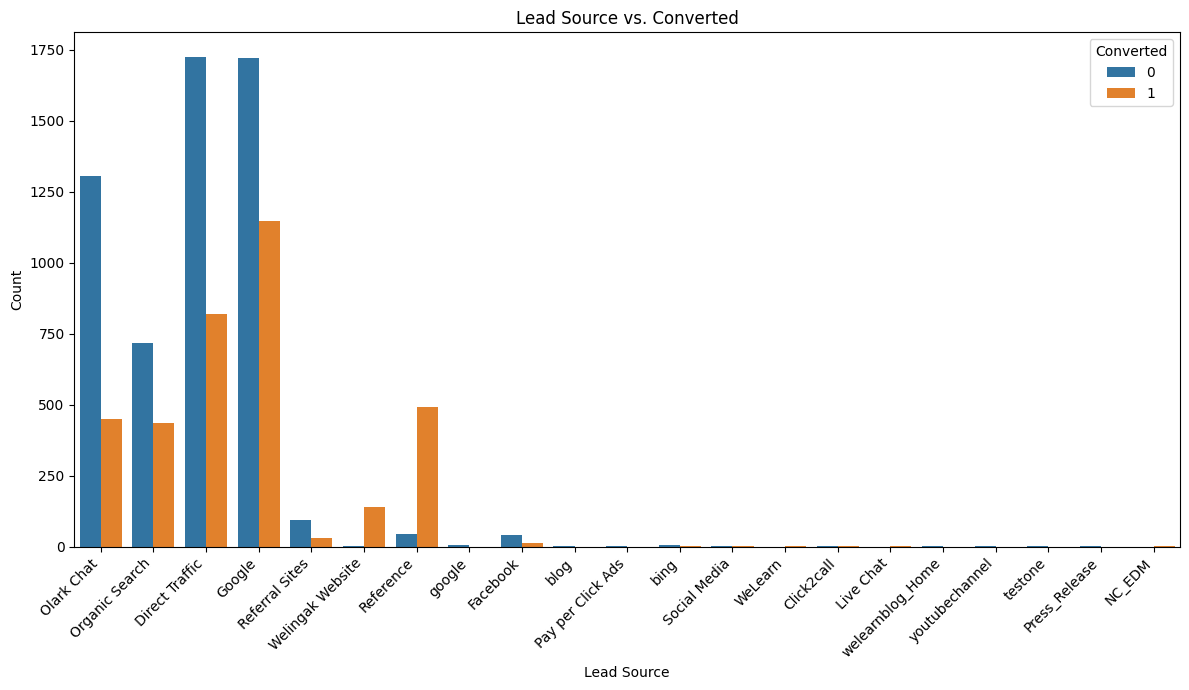 Lead Source vs. Converted
Converted
0
1
1750
1500
1250
1000
750
500
250
0
Count
Olark Chat
Organic Search
Direct Traffic
Google
Referral Sites
Welingak Website
Reference
google
Facebook
blog
Pay per Click Ads
bing
Social Media
WeLearn
Click2call
Live Chat
welearnblog_Home
youtubechannel
testone
Press_Release
NC_EDM
Lead Source